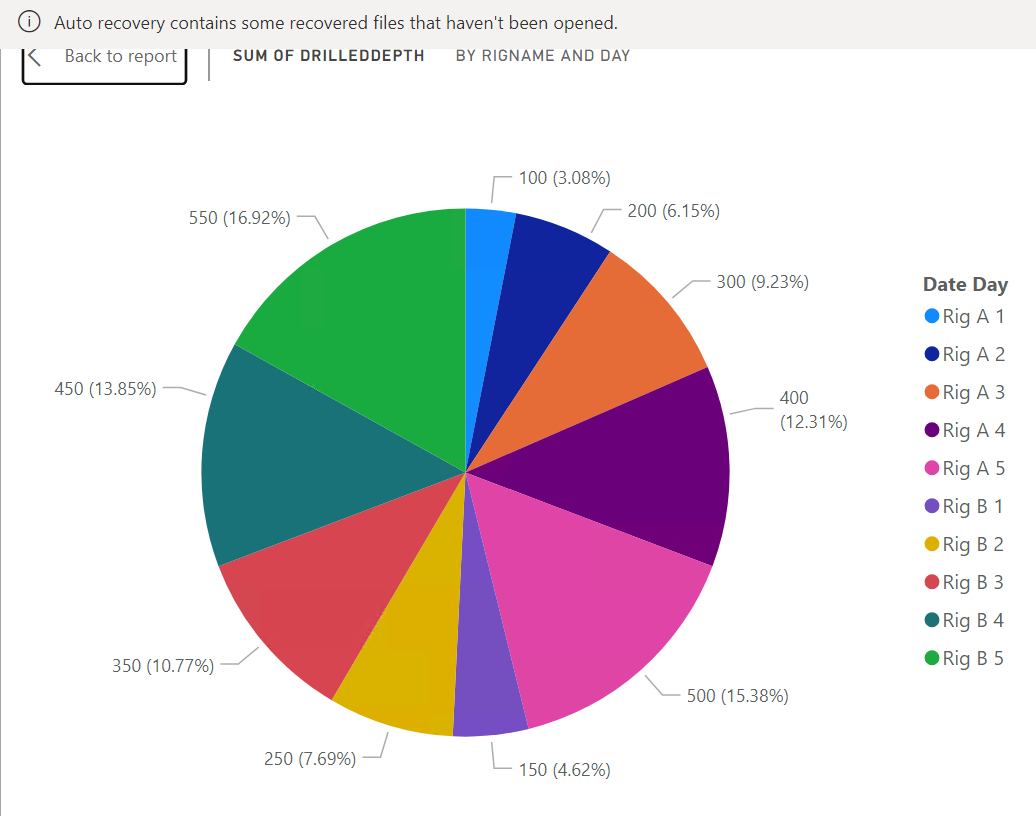 Auto recovery contains some recovered files that haven't been opened.
Back to report
SUM OF DRILLEDDEPTH BY RIGNAME AND DAY
100 (3.08%)
200 (6.15%)
550 (16.92%)
300 (9.23%)
450 (13.85%)
400
(12.31%)
350 (10.77%)
500 (15.38%)
250 (7.69%)
150 (4.62%)
Date Day
Rig A 1
Rig A 2
Rig A 3
Rig A 4
Rig A 5
Rig B 1
Rig B 2
Rig B 3
Rig B 4
Rig B 5